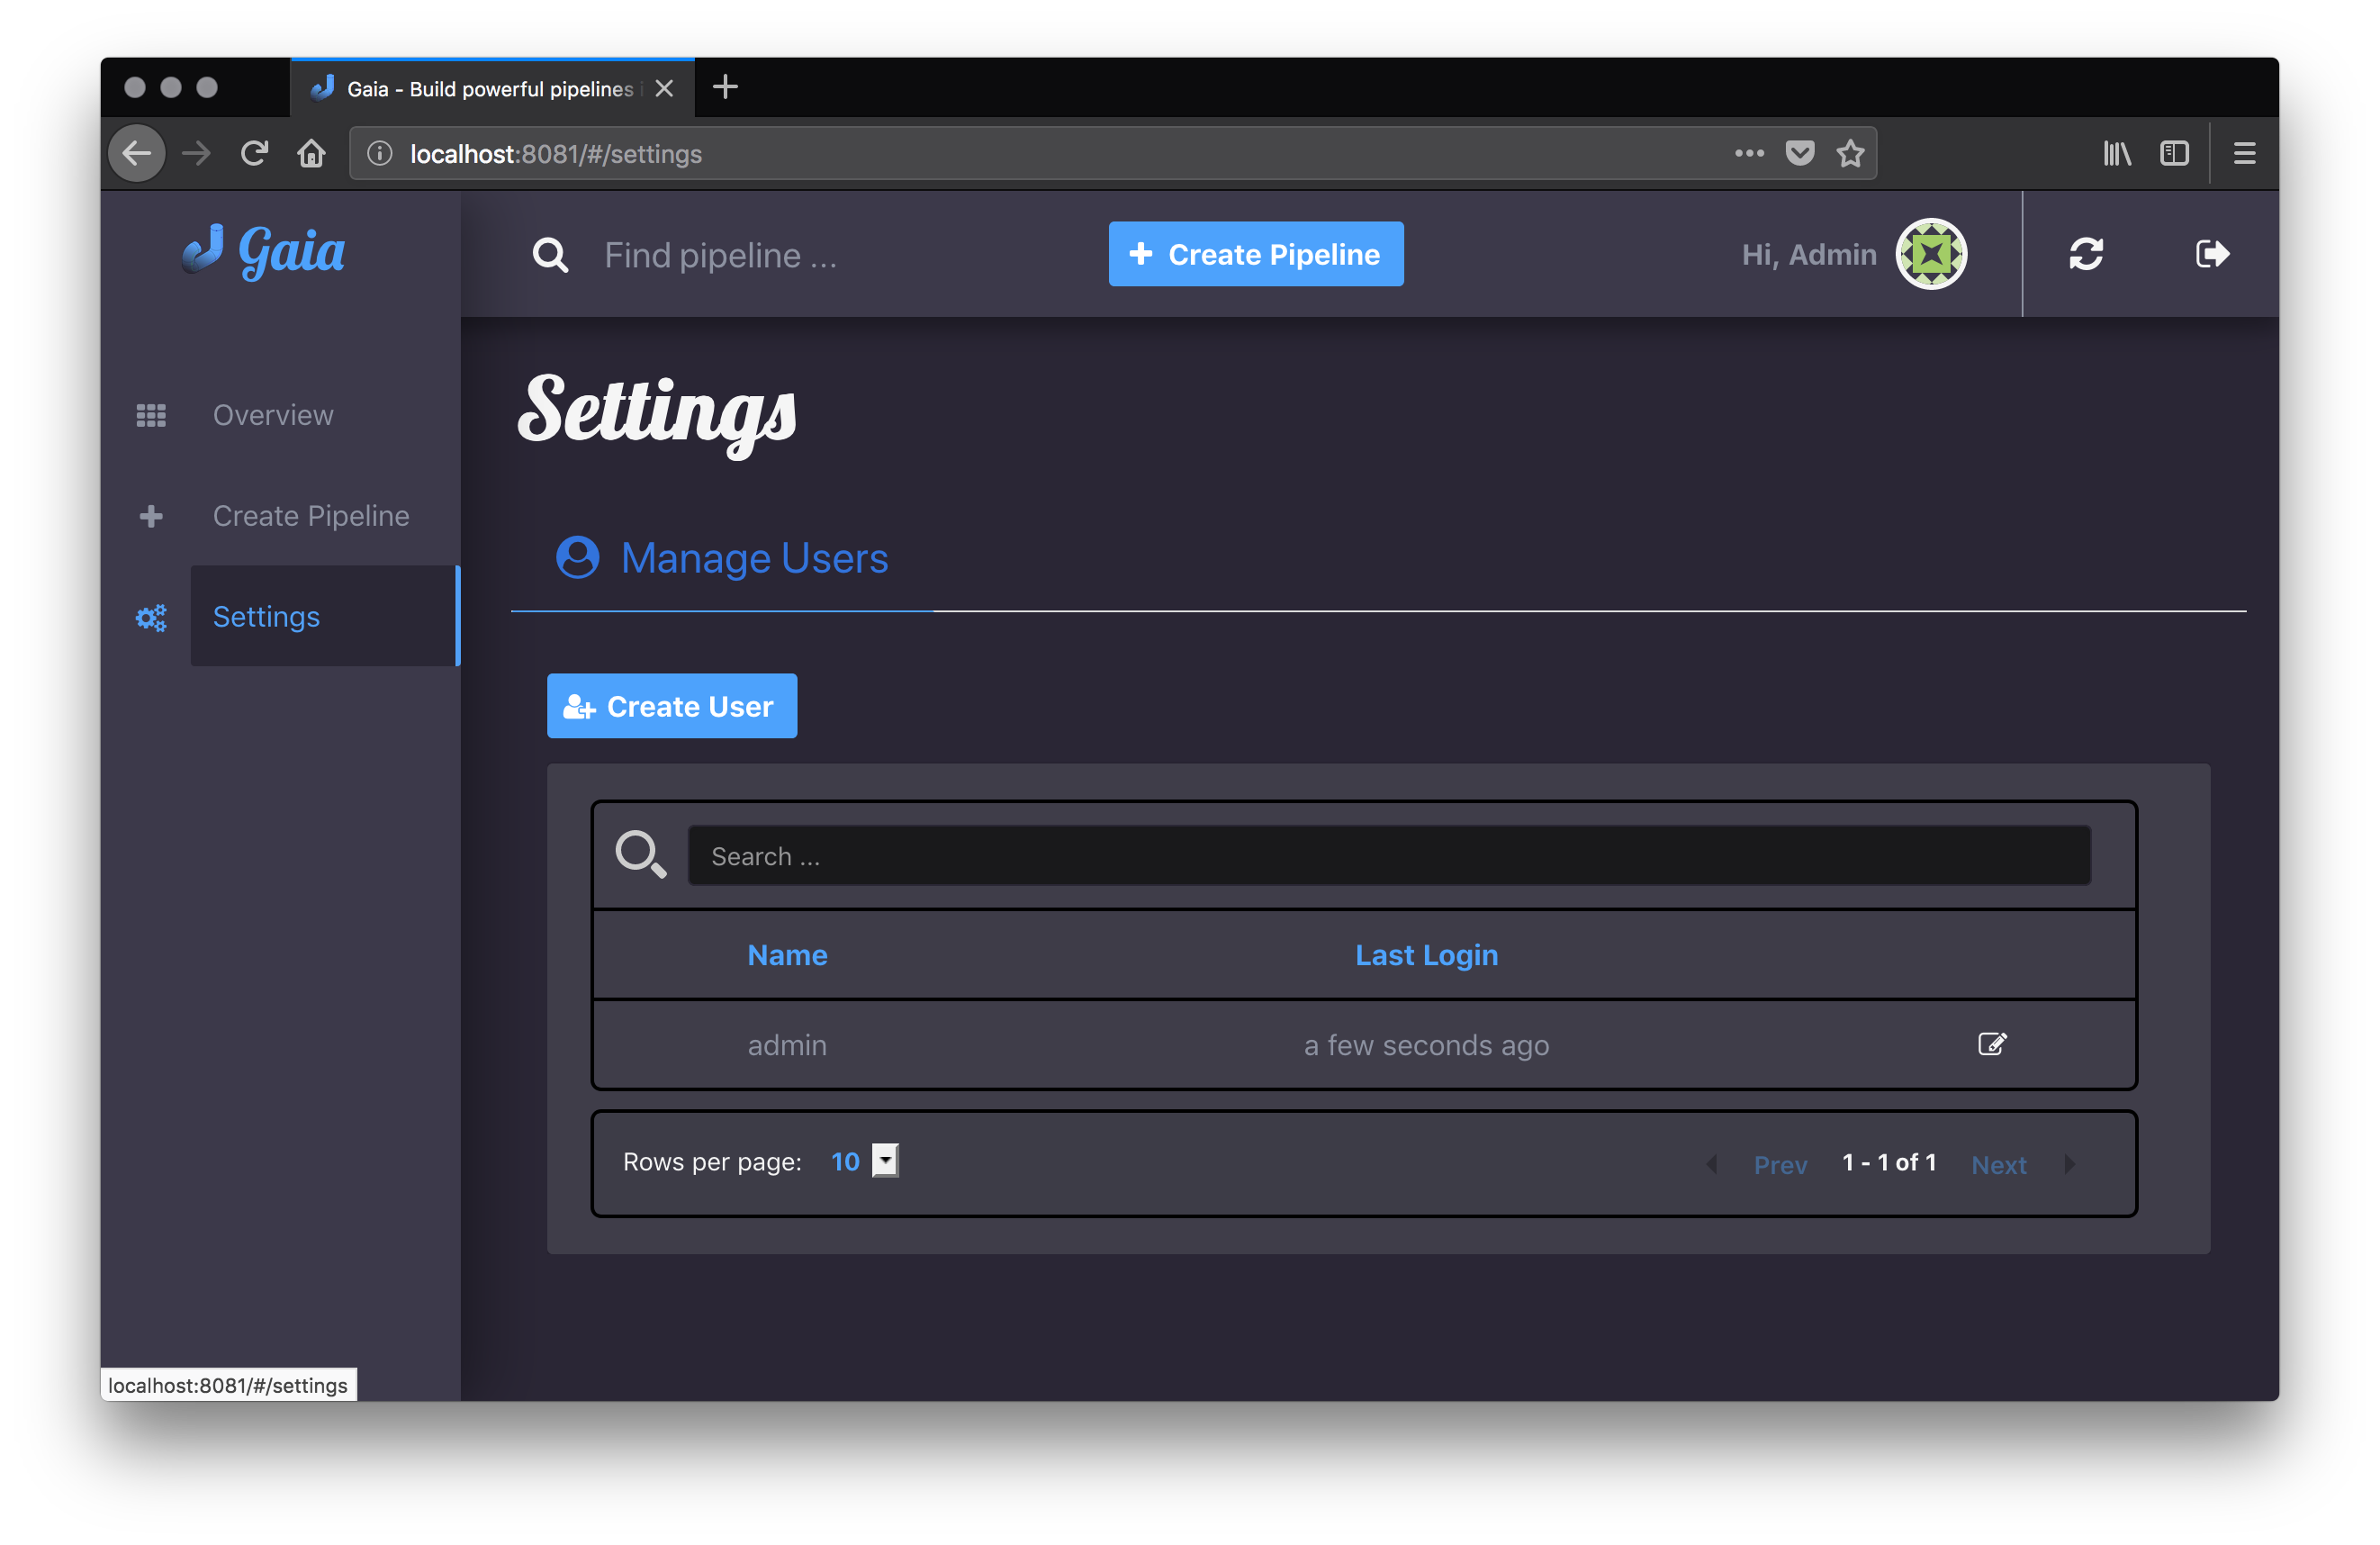 Gaia - Build powerful pipelines i
localhost:8081/#/settings
Gaia
Find pipeline ...
Create Pipeline
Hi, Admin
Overview
Create Pipeline
Settings
Settings
Manage Users
Create User
Search ...
Name Last Login
admin a few seconds ago
Rows per page: 10 Prev 1 - 1 of 1 Next
localhost:8081/#/settings